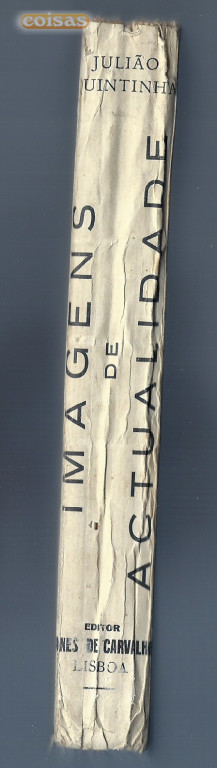 coisas
JULIÃO
UINTINHA
IMAGENS
DE
ACTUALIDADE
EDITOR
NES DE CARVALHO
LISBOA